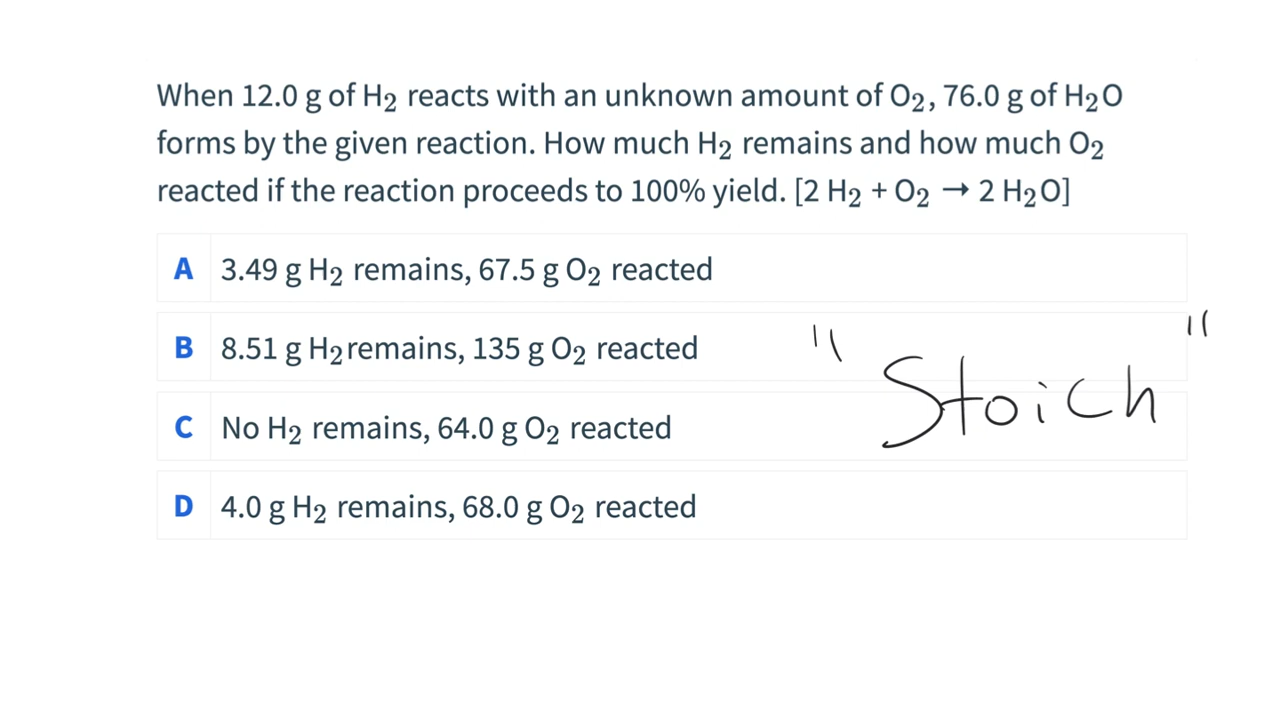 When 12.0 g of H₂ reacts with an unknown amount of O₂, 76.0 g of H₂O
forms by the given reaction. How much H₂ remains and how much O₂
reacted if the reaction proceeds to 100% yield. [2 H₂ + O₂ → 2 H₂O]
A 3.49 g H₂ remains, 67.5 g O₂ reacted
B 8.51 g H₂remains, 135 g O₂ reacted
"Stoich"
C No H₂ remains, 64.0 g O₂ reacted
D 4.0 g H₂ remains, 68.0 g O₂ reacted